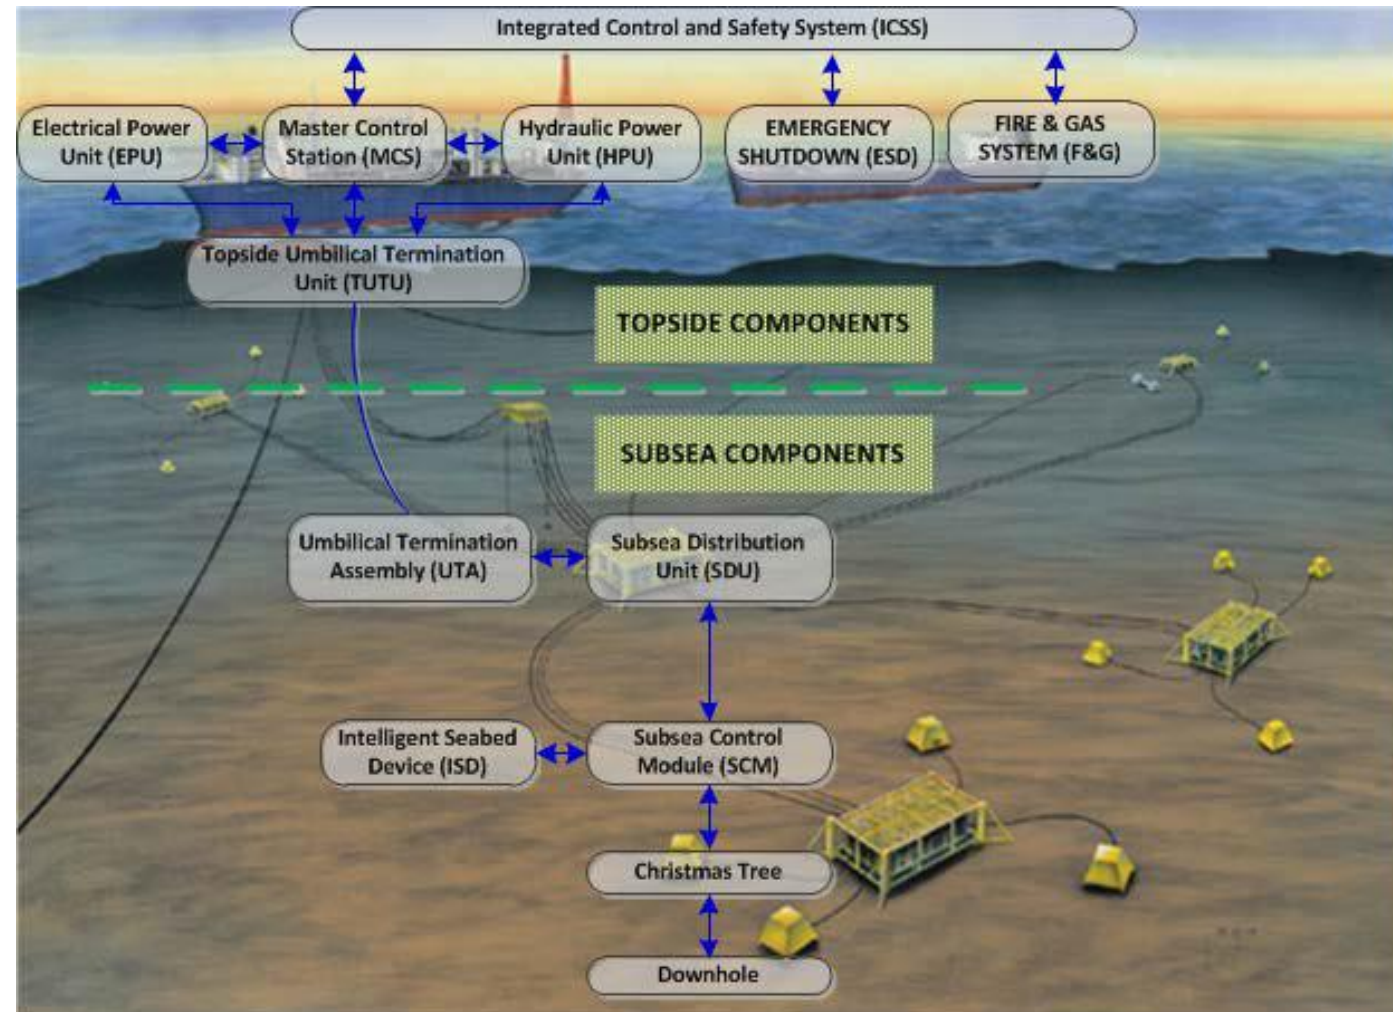 Integrated Control and Safety System (ICSS)
Electrical Power
Unit (EPU)
Master Control
Station (MCS)
Hydraulic Power
Unit (HPU)
EMERGENCY
SHUTDOWN (ESD)
FIRE & GAS
SYSTEM (F&G)
Topside Umbilical Termination
Unit (TUTU)
TOPSIDE COMPONENTS
SUBSEA COMPONENTS
Umbilical Termination
Assembly (UTA)
Subsea Distribution
Unit (SDU)
Intelligent Seabed
Device (ISD)
Subsea Control
Module (SCM)
Christmas Tree
Downhole